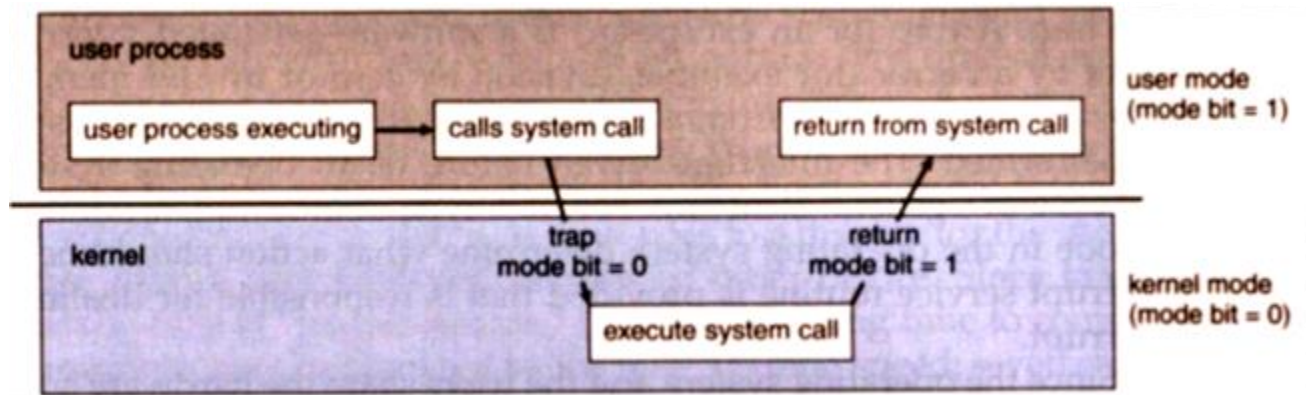 user process
user process executing
calls system call
return from system call
user mode
(mode bit = 1)
kernel
trap
mode bit = 0
return
mode bit = 1
execute system call
kernel mode
(mode bit = 0)